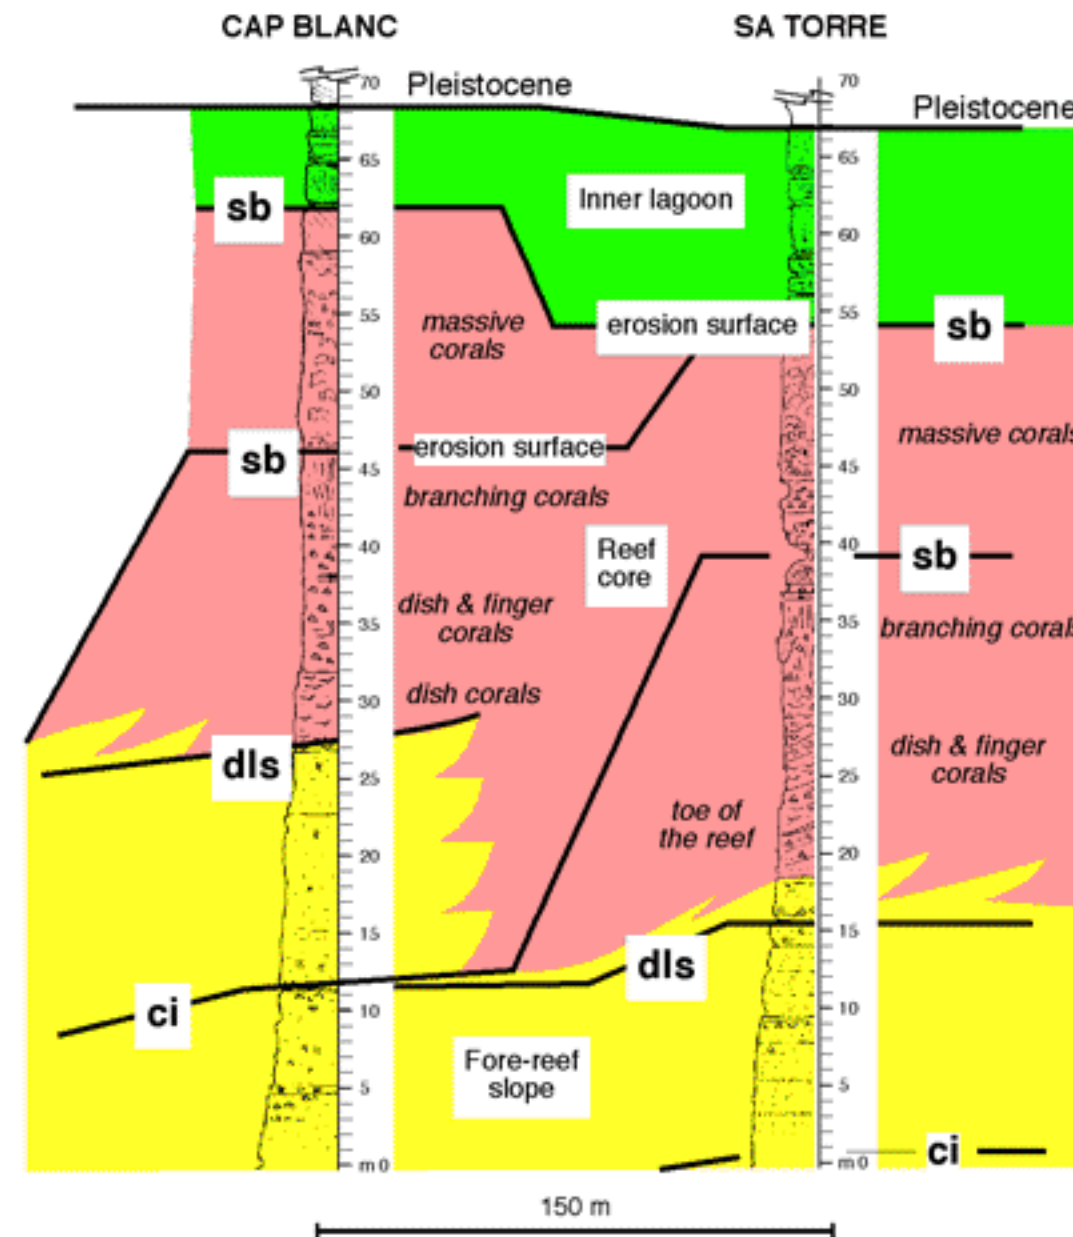 CAP BLANC
SA TORRE
70
Pleistocene
70
Pleistocene
65
65
sb
Inner lagoon
60
60
55
massive
corals
erosion surface
55
sb
50
50
massive corals
sb
45
erosion surface
45
branching corals
40
Reef
core
40
sb
35
dish & finger
corals
35
branching corals
30
dish corals
30
dls
25
25
dish & finger
corals
20
toe of
the reef
20
15
15
dls
ci
10
10
Fore-reef
slope
5
5
m 0
m 0
ci
150 m